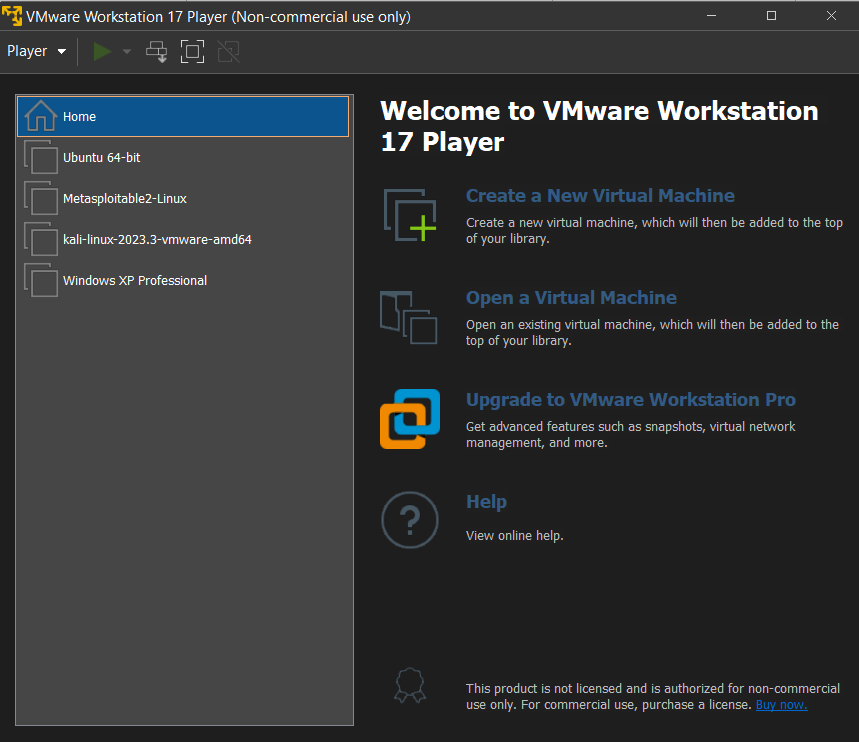 VMware Workstation 17 Player (Non-commercial use only)
Player
Home
Ubuntu 64-bit
Metasploitable2-Linux
kali-linux-2023.3-vmware-amd64
Windows XP Professional
Welcome to VMware Workstation
17 Player
Create a New Virtual Machine
Create a new virtual machine, which will then be added to the top
of your library.
Open a Virtual Machine
Open an existing virtual machine, which will then be added to the
top of your library.
Upgrade to VMware Workstation Pro
Get advanced features such as snapshots, virtual network
management, and more.
?
Help
View online help.
This product is not licensed and is authorized for non-commercial
use only. For commercial use, purchase a license. Buy now.